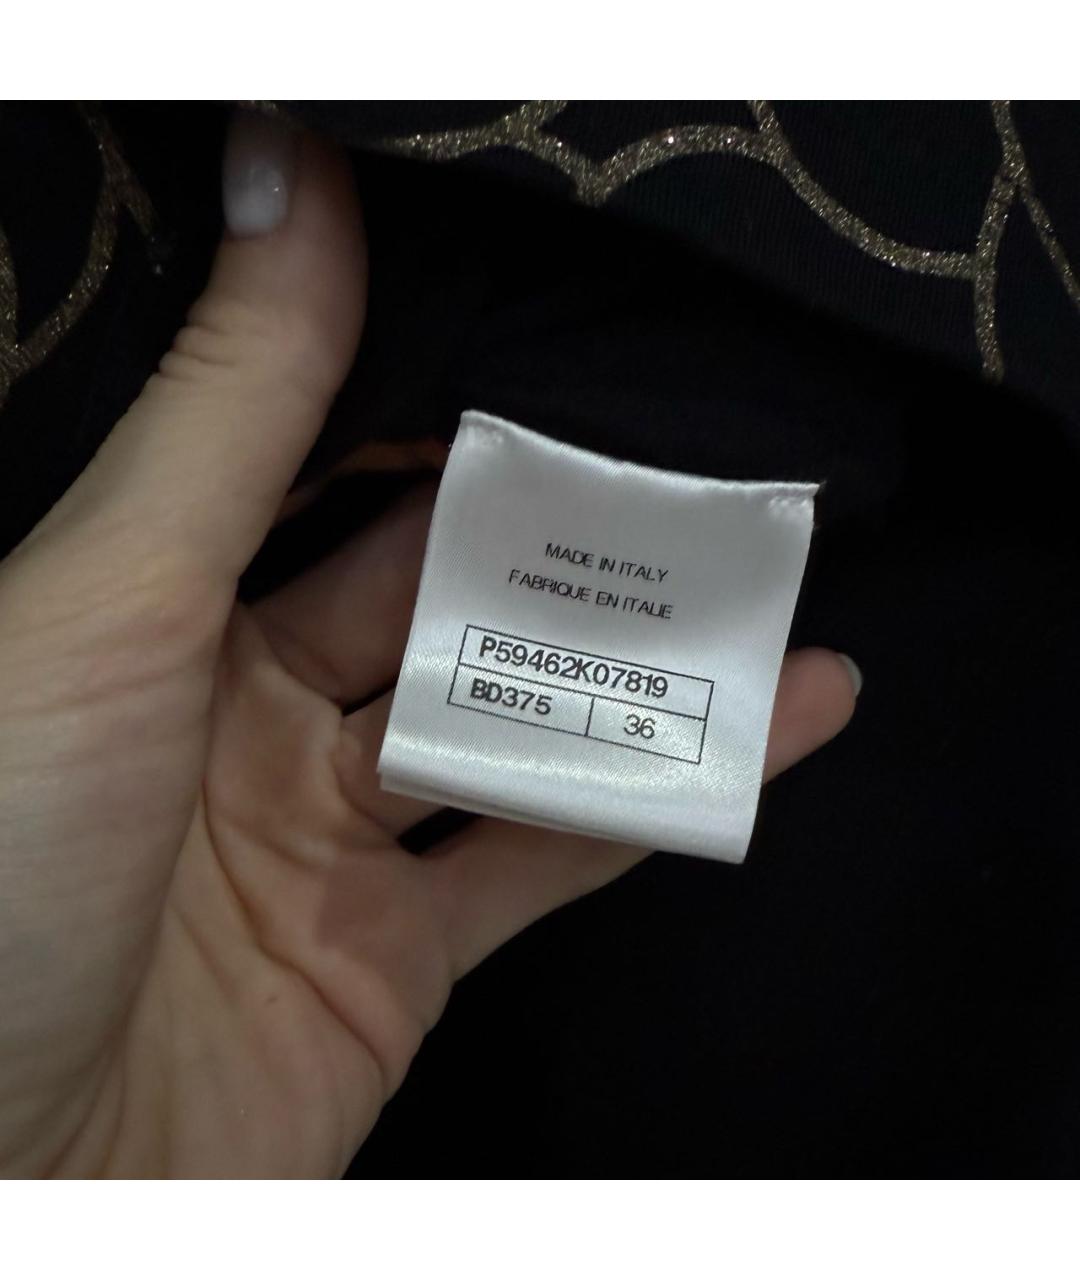 MADE IN ITALY
FABRIQUE EN ITALIE
P59462K07819
BD375 36